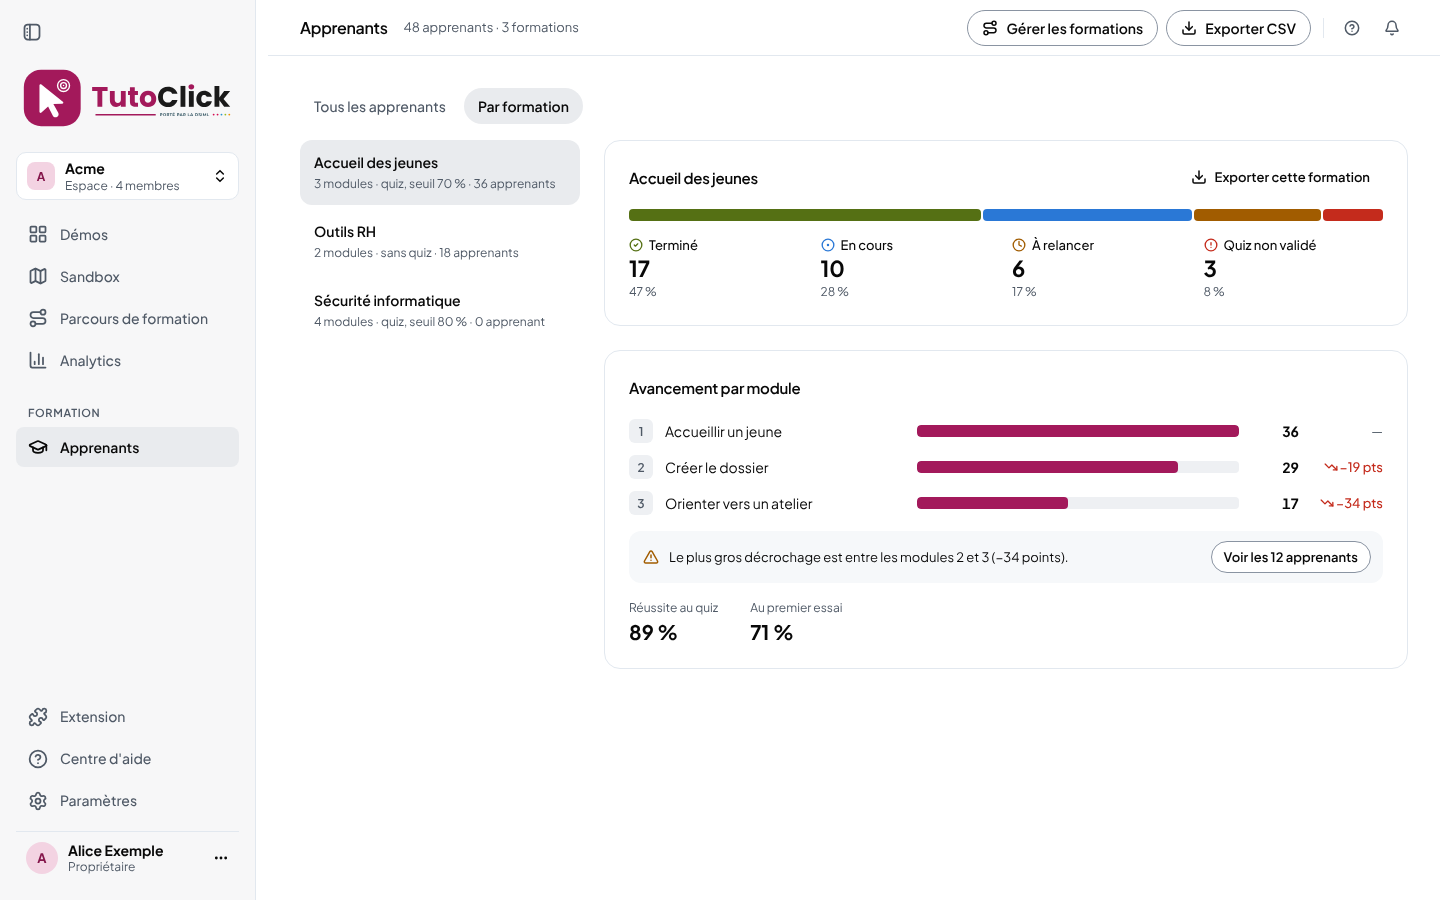 TutoClick
PORTÉ PAR LA DSIML
A
Acme
Espace · 4 membres
Démos
Sandbox
Parcours de formation
Analytics
FORMATION
Apprenants
Extension
Centre d'aide
Paramètres
A
Alice Exemple
Propriétaire
Apprenants
48 apprenants · 3 formations
Gérer les formations
Exporter CSV
Tous les apprenants
Par formation
Accueil des jeunes
3 modules · quiz, seuil 70 % · 36 apprenants
Outils RH
2 modules · sans quiz · 18 apprenants
Sécurité informatique
4 modules · quiz, seuil 80 % · 0 apprenant
Accueil des jeunes
Exporter cette formation
Terminé
17
47 %
En cours
10
28 %
À relancer
6
17 %
Quiz non validé
3
8 %
Avancement par module
1 Accueillir un jeune 36 —
2 Créer le dossier 29 −19 pts
3 Orienter vers un atelier 17 −34 pts
Le plus gros décrochage est entre les modules 2 et 3 (−34 points).
Voir les 12 apprenants
Réussite au quiz
89 %
Au premier essai
71 %